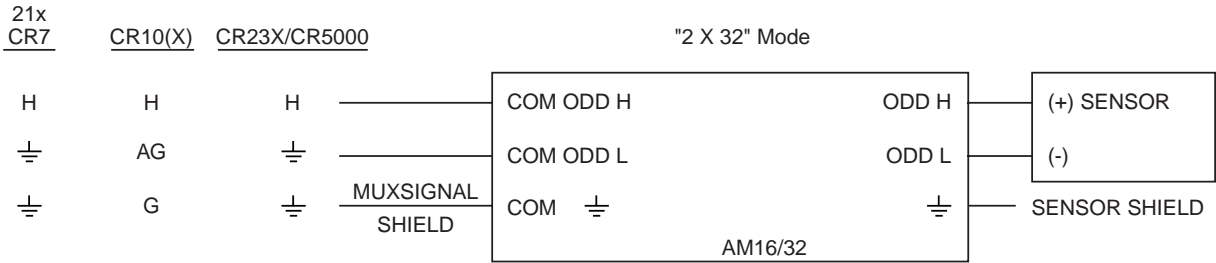 21x
CR7 CR10(X) CR23X/CR5000 "2 X 32" Mode
H H H COM ODD H ODD H (+) SENSOR
AG COM ODD L ODD L (-)
G MUXSIGNAL SHIELD COM SENSOR SHIELD
AM16/32